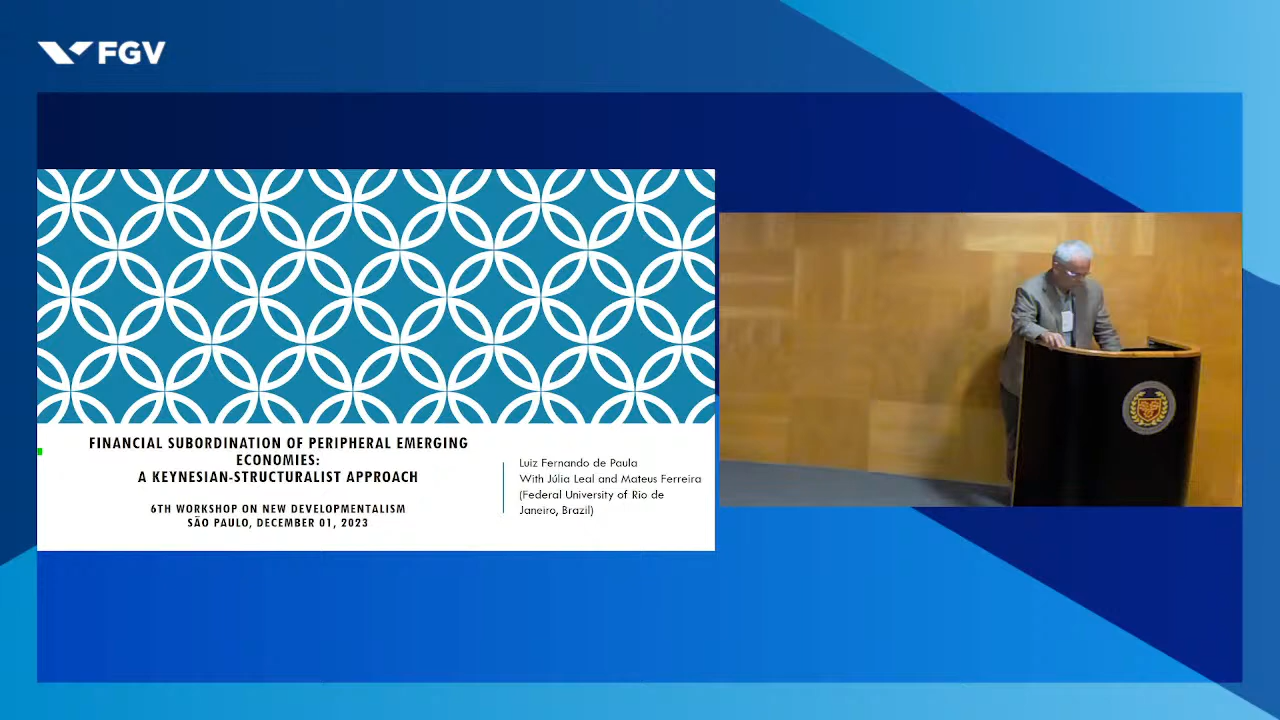 FGV
FINANCIAL SUBORDINATION OF PERIPHERAL EMERGING
ECONOMIES:
A KEYNESIAN-STRUCTURALIST APPROACH
6TH WORKSHOP ON NEW DEVELOPMENTALISM
SÃO PAULO, DECEMBER 01, 2023
Luiz Fernando de Paula
With Júlia Leal and Mateus Ferreira
(Federal University of Rio de
Janeiro, Brazil)